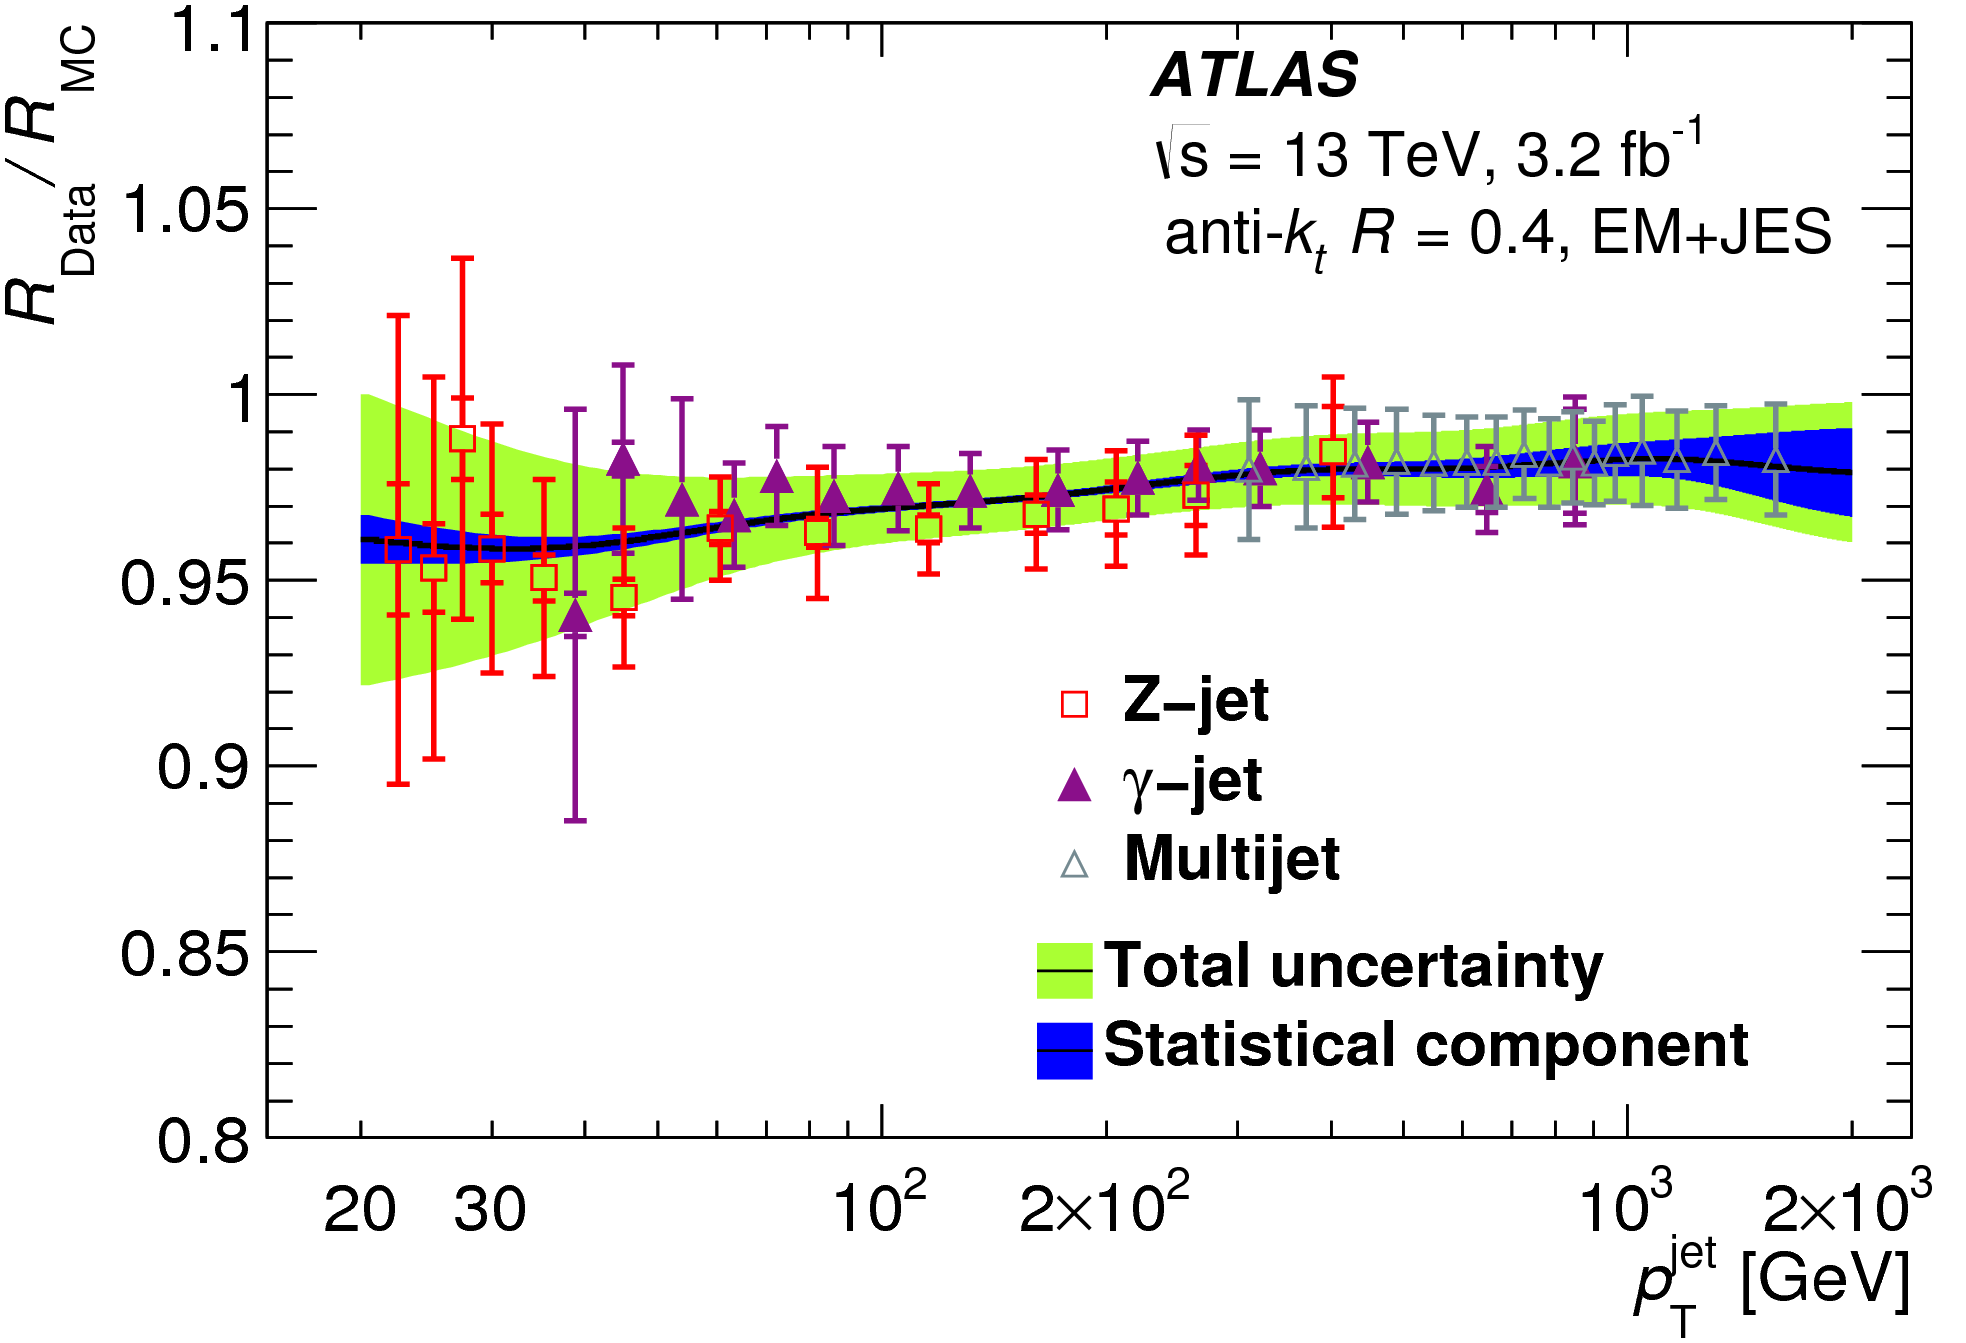 R_Data / R_MC
1.1
1.05
1
0.95
0.9
0.85
0.8
ATLAS
√s = 13 TeV, 3.2 fb⁻¹
anti-k_t R = 0.4, EM+JES
Z−jet
γ−jet
Multijet
Total uncertainty
Statistical component
20 30 10² 2×10² 10³ 2×10³
p_T^jet [GeV]